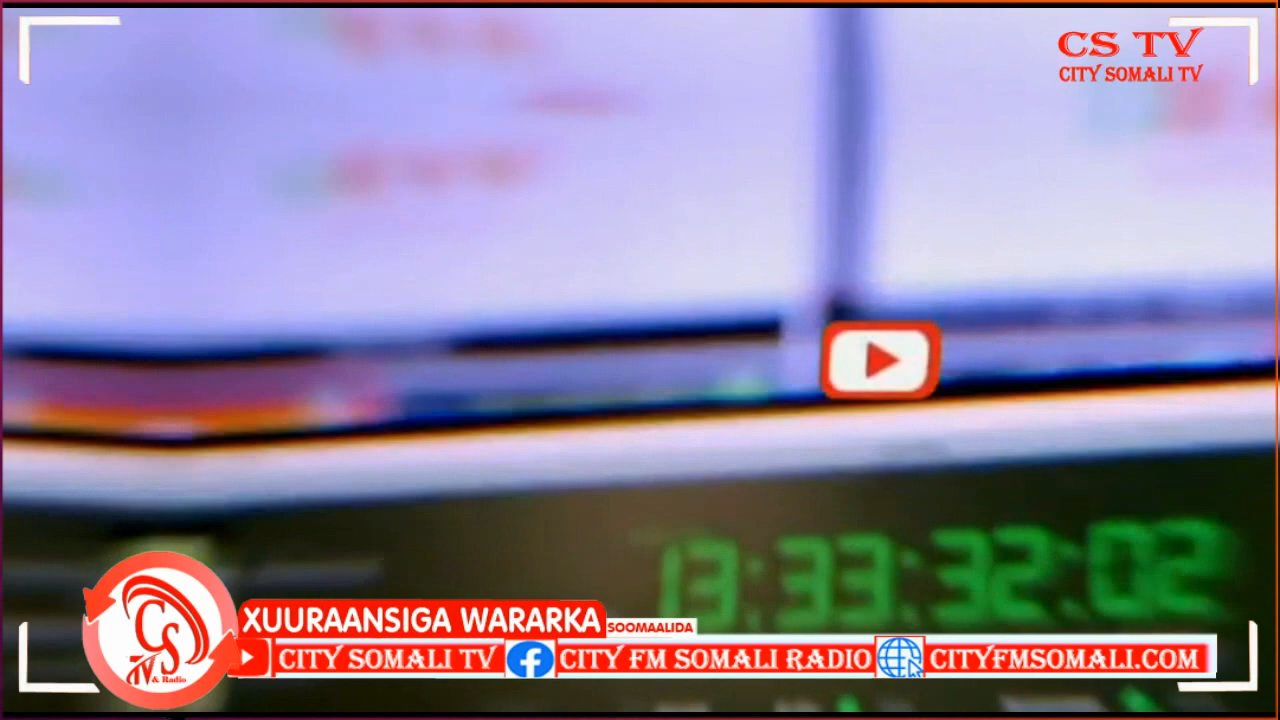 CS TV
CITY SOMALI TV
13:33:32:02
XUURAANSIGA WARARKA
SOOMAALIDA
CITY SOMALI TV CITY FM SOMALI RADIO CITYFMSOMALI.COM
CS
TV & Radio